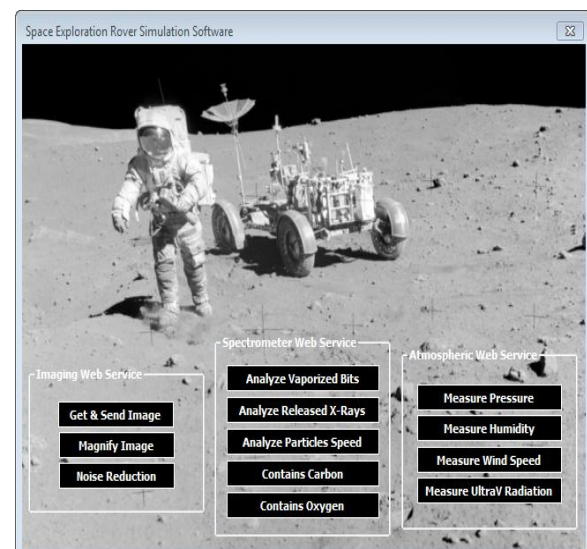 Space Exploration Rover Simulation Software
Imaging Web Service
Get & Send Image
Magnify Image
Noise Reduction
Spectrometer Web Service
Analyze Vaporized Bits
Analyze Released X-Rays
Analyze Particles Speed
Contains Carbon
Contains Oxygen
Atmospheric Web Service
Measure Pressure
Measure Humidity
Measure Wind Speed
Measure UltraV Radiation